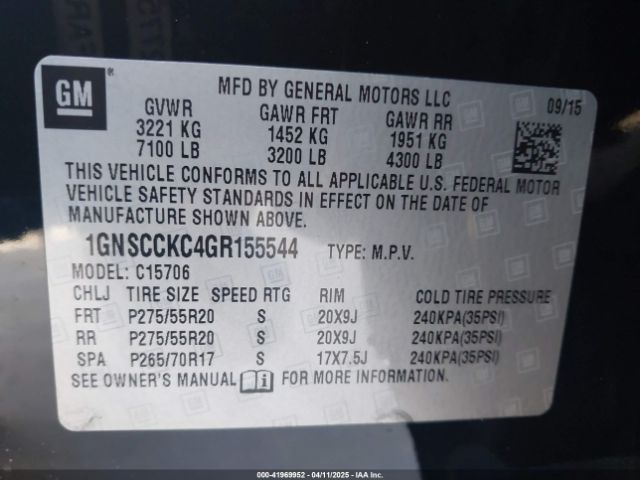 GM
MFD BY GENERAL MOTORS LLC
09/15
GVWR GAWR FRT GAWR RR
3221 KG 1452 KG 1951 KG
7100 LB 3200 LB 4300 LB
THIS VEHICLE CONFORMS TO ALL APPLICABLE U.S. FEDERAL MOTOR
VEHICLE SAFETY STANDARDS IN EFFECT ON THE DATE OF
MANUFACTURE SHOWN ABOVE.
1GNSCCKC4GR155544 TYPE: M.P.V.
MODEL: C15706
CHLJ TIRE SIZE SPEED RTG RIM COLD TIRE PRESSURE
FRT P275/55R20 S 20X9J 240KPA(35PSI)
RR P275/55R20 S 20X9J 240KPA(35PSI)
SPA P265/70R17 S 17X7.5J 240KPA(35PSI)
SEE OWNER'S MANUAL FOR MORE INFORMATION.
000-41969952 - 04/11/2025 - IAAI.COM